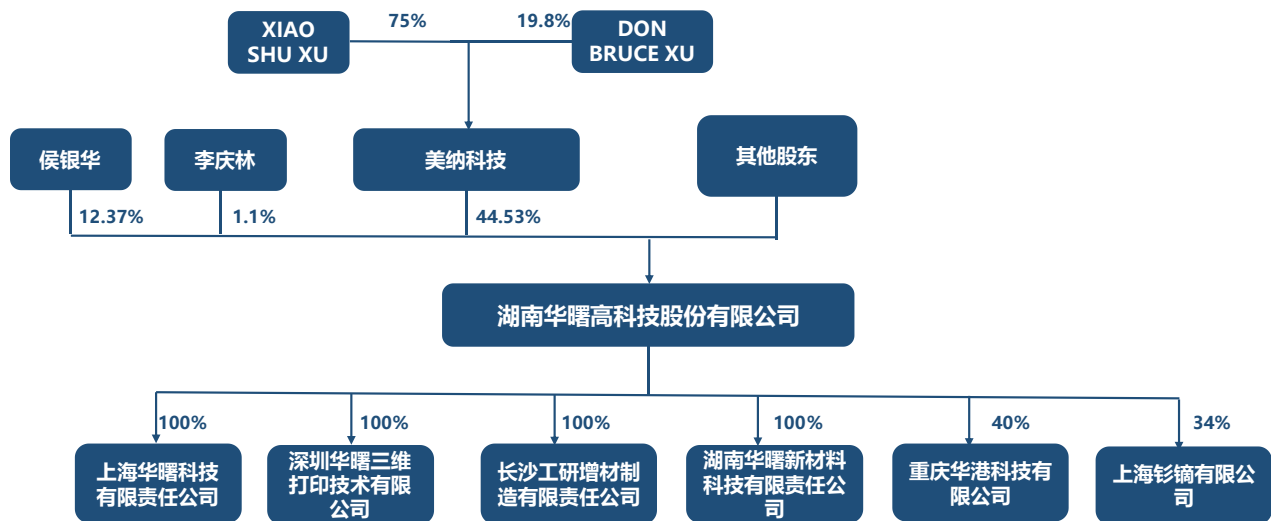 XIAO
SHU XU
75%
19.8%
DON
BRUCE XU
侯银华
李庆林
美纳科技
其他股东
12.37%
1.1%
44.53%
湖南华曙高科技股份有限公司
100%
100%
100%
100%
40%
34%
上海华曙科技
有限责任公司
深圳华曙三维
打印技术有限
公司
长沙工研增材制
造有限责任公司
湖南华曙新材料
科技有限责任公
司
重庆华港科技有
限公司
上海钐镝有限公
司